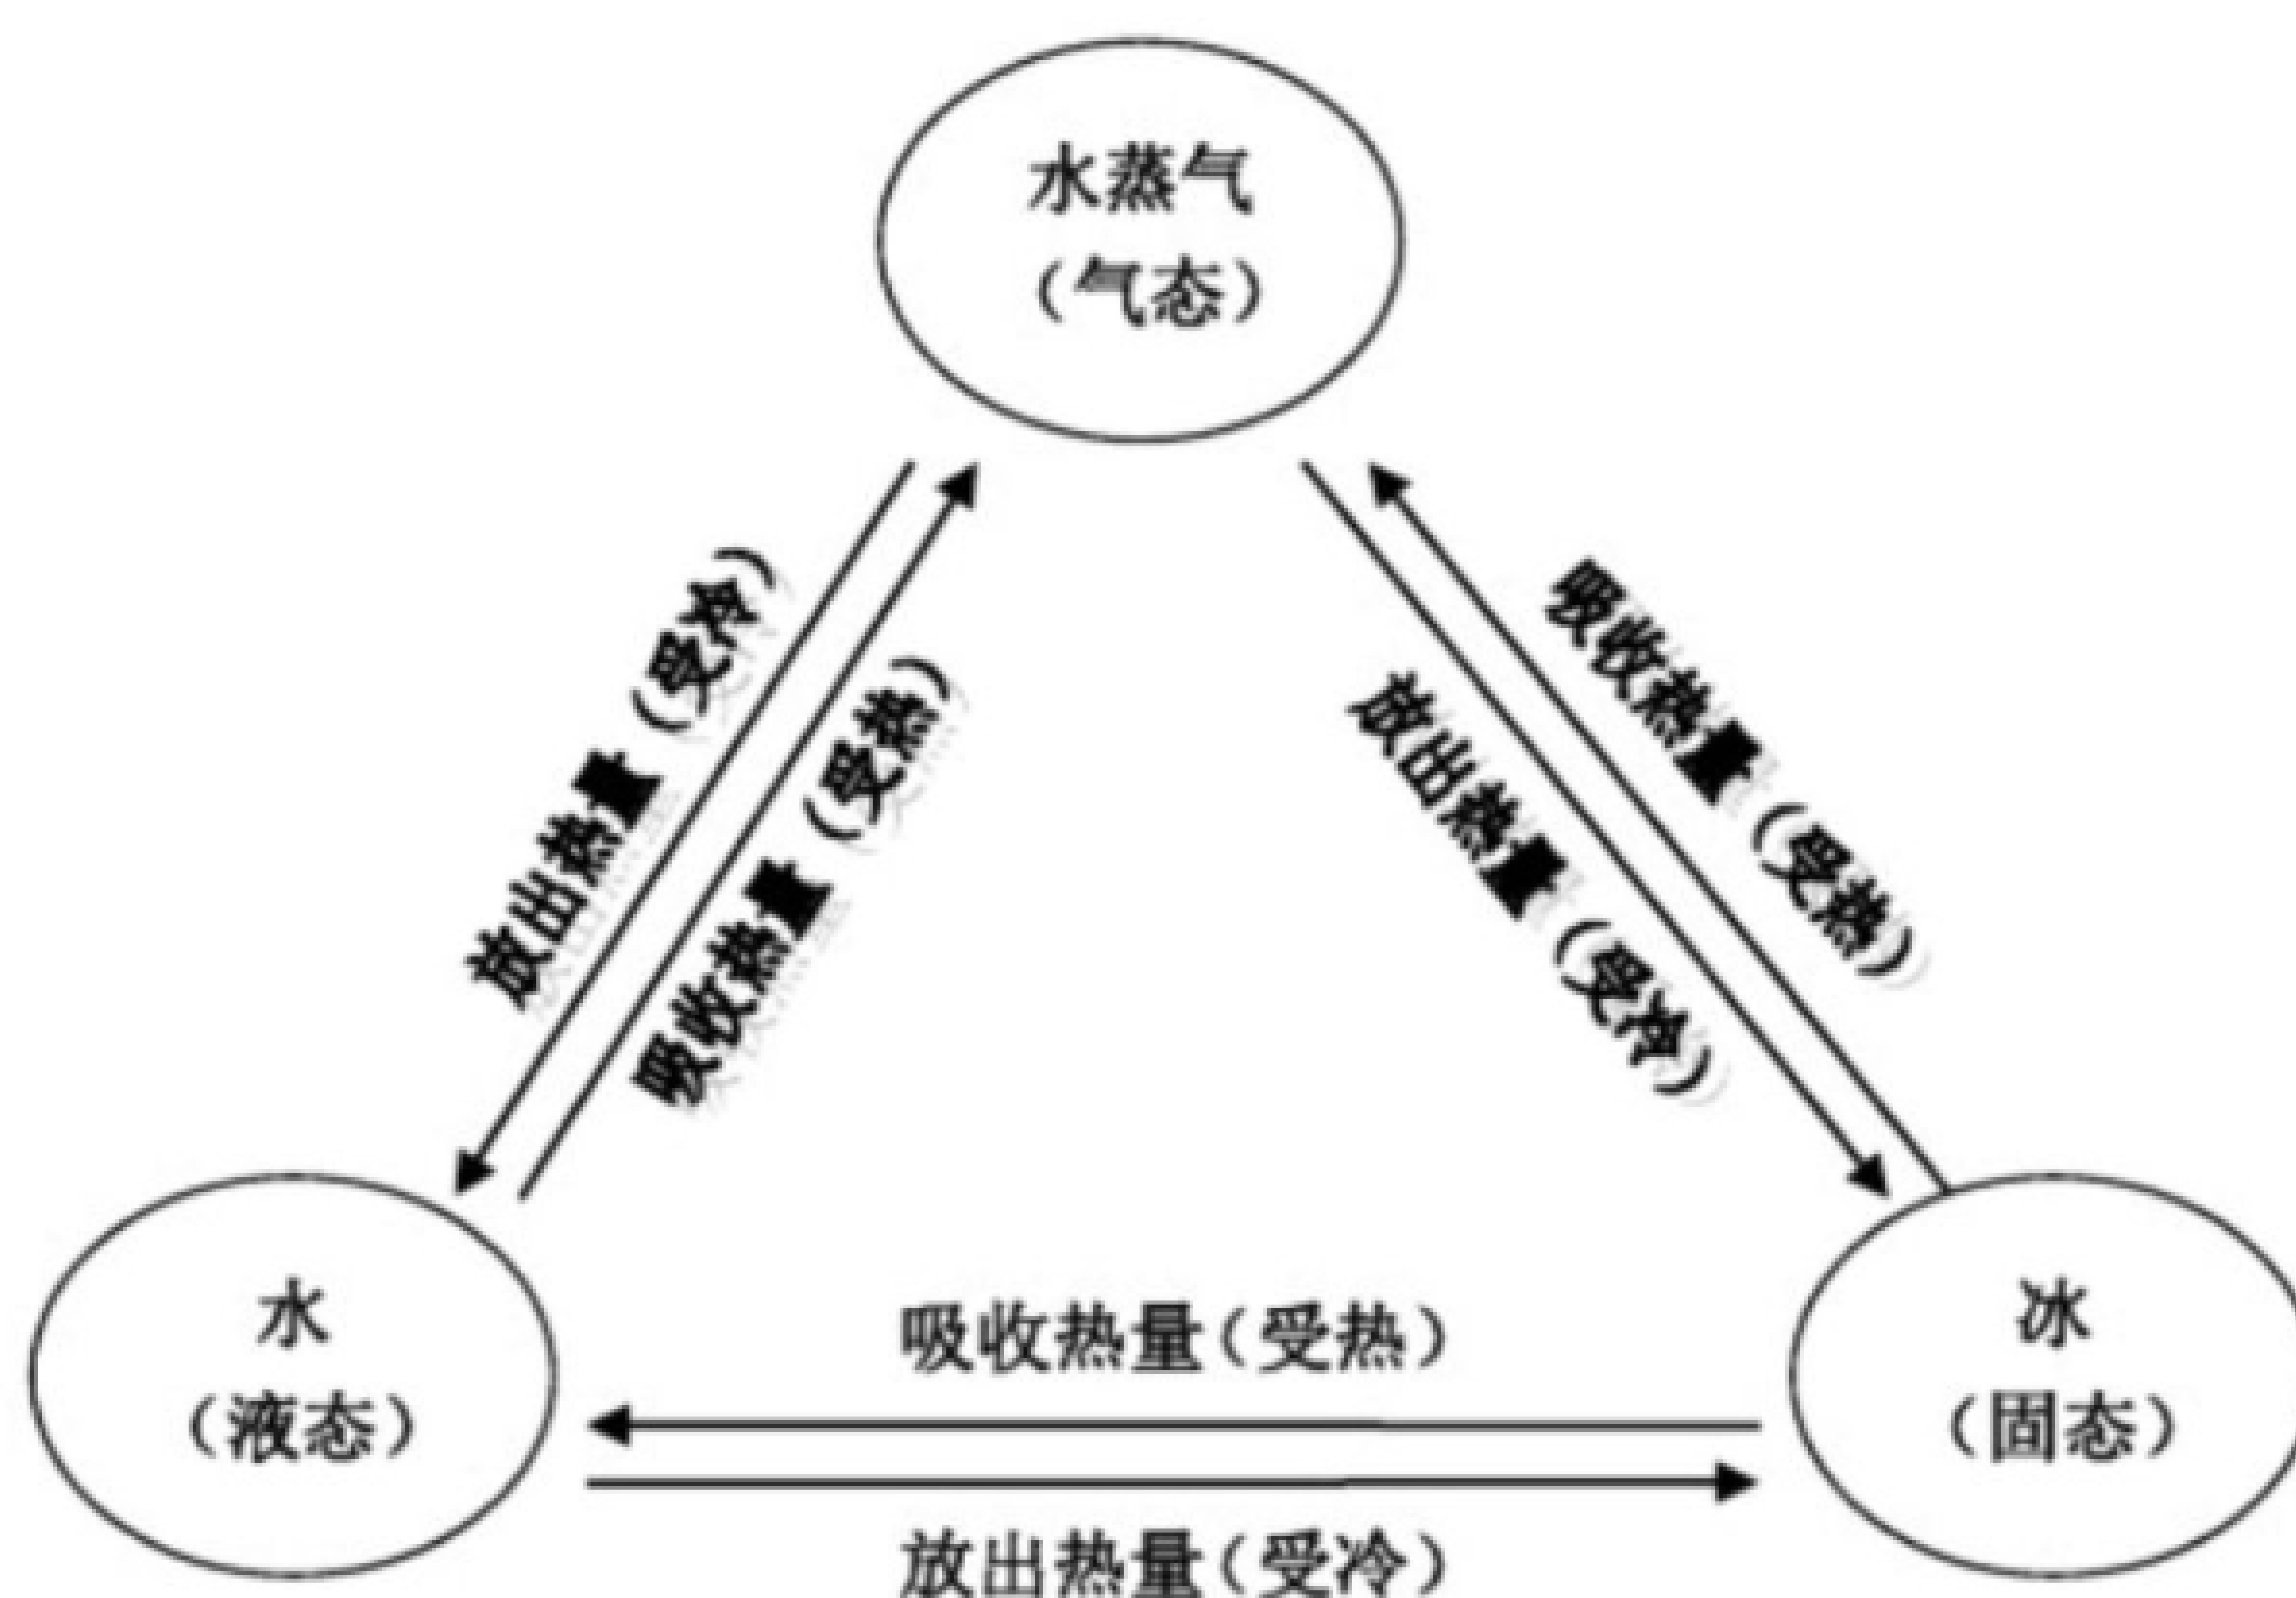 水蒸气
（气态）
放出热量（受冷）
吸收热量（受热）
吸收热量（受热）
放出热量（受冷）
水
（液态）
吸收热量（受热）
放出热量（受冷）
冰
（固态）